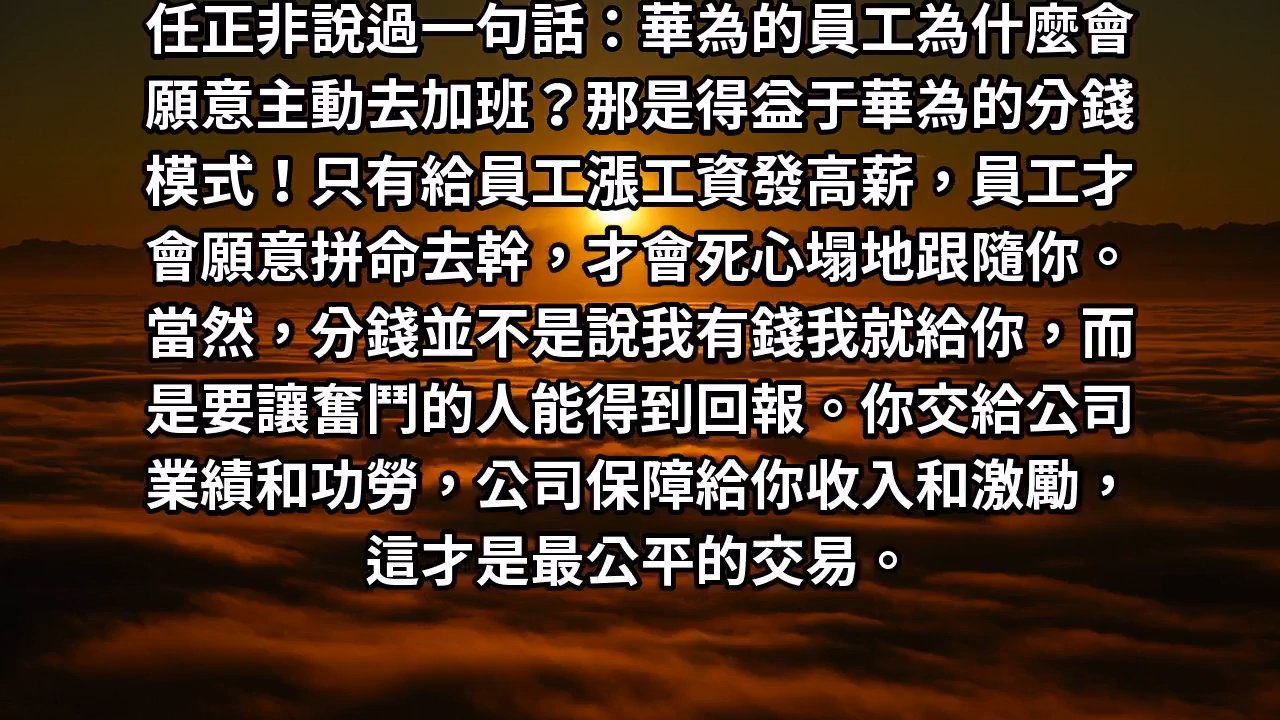 任正非說過一句話：華為的員工為什麼會
願意主動去加班？那是得益于華為的分錢
模式！只有給員工漲工資發高薪，員工才
會願意拼命去幹，才會死心塌地跟隨你。
當然，分錢並不是說我有錢我就給你，而
是要讓奮鬥的人能得到回報。你交給公司
業績和功勞，公司保障給你收入和激勵，
這才是最公平的交易。